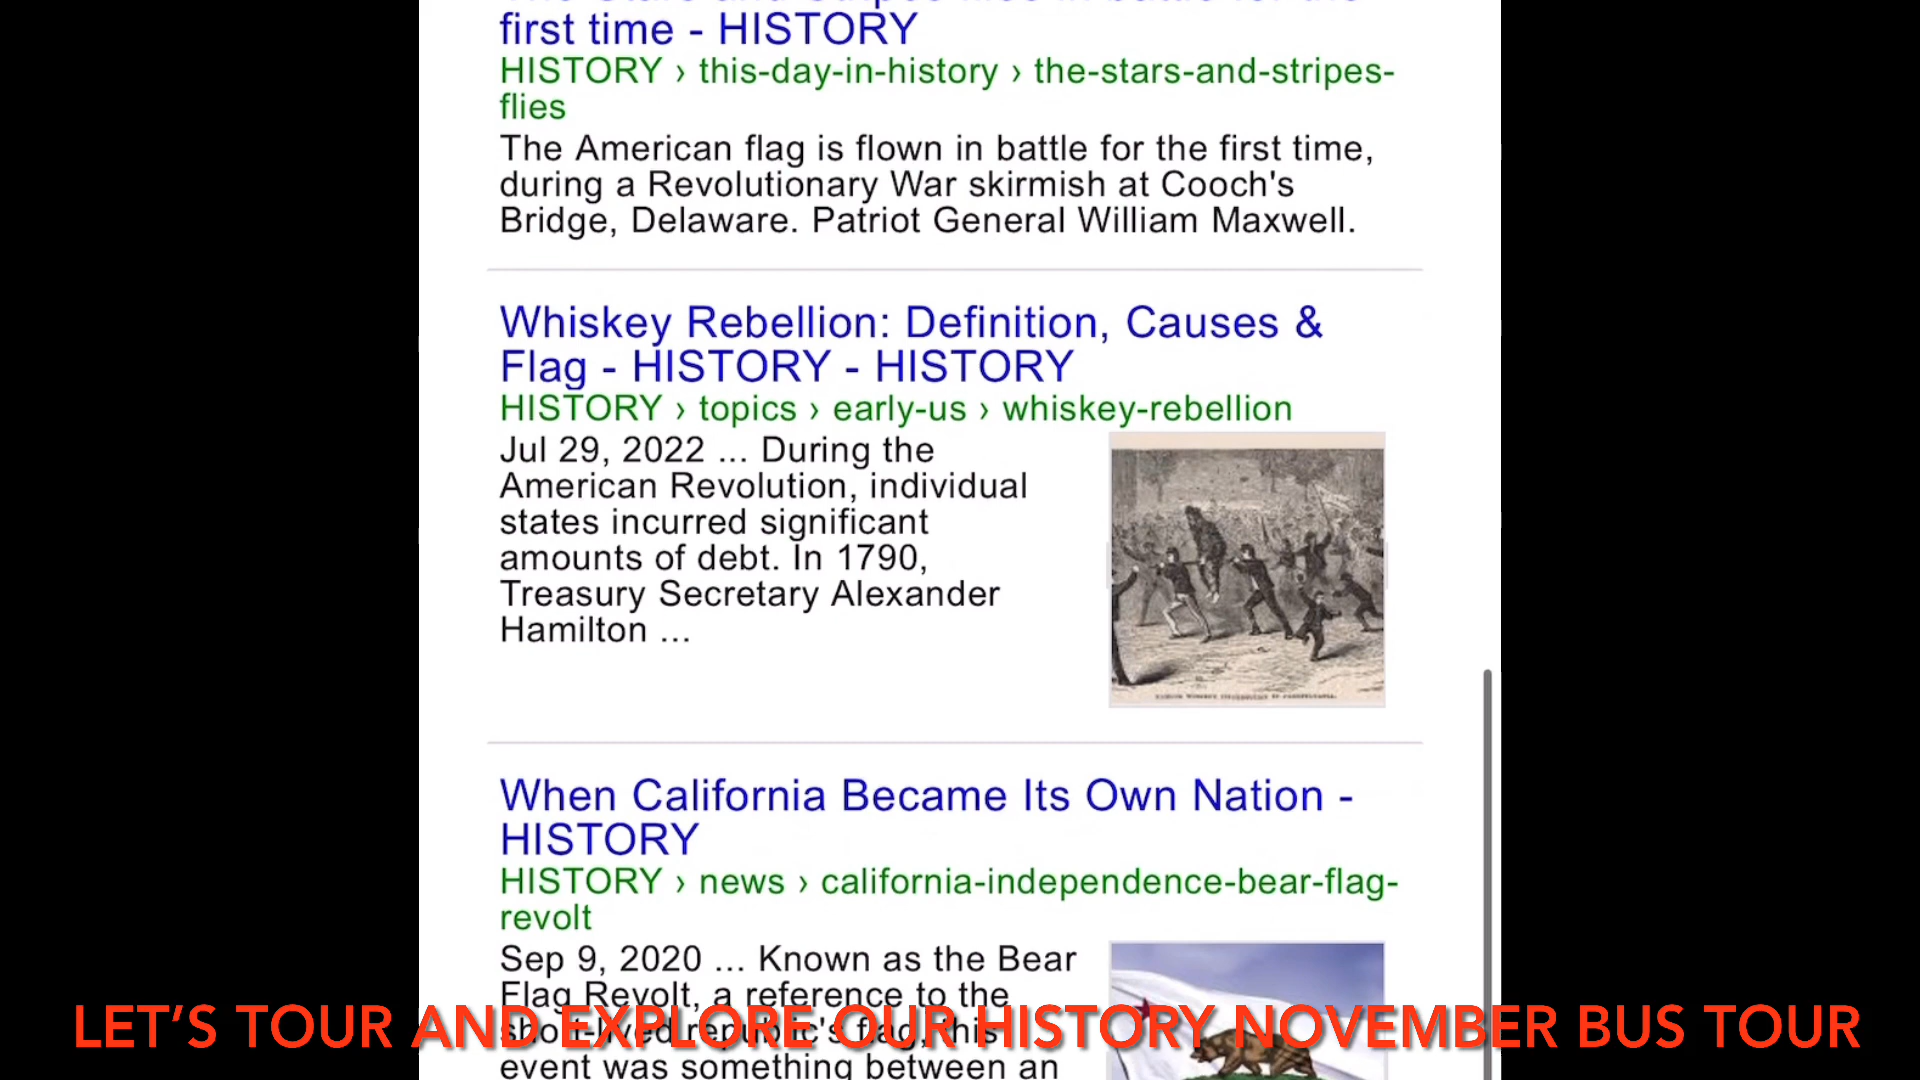 first time - HISTORY
HISTORY › this-day-in-history › the-stars-and-stripes-
flies
The American flag is flown in battle for the first time,
during a Revolutionary War skirmish at Cooch's
Bridge, Delaware. Patriot General William Maxwell.
Whiskey Rebellion: Definition, Causes &
Flag - HISTORY - HISTORY
HISTORY › topics › early-us › whiskey-rebellion
Jul 29, 2022 ... During the
American Revolution, individual
states incurred significant
amounts of debt. In 1790,
Treasury Secretary Alexander
Hamilton ...
When California Became Its Own Nation -
HISTORY
HISTORY › news › california-independence-bear-flag-
revolt
Sep 9, 2020 ... Known as the Bear
Flag Revolt, a reference to the
short-lived republic's flag, this
event was something between an
LET'S TOUR AND EXPLORE OUR HISTORY NOVEMBER BUS TOUR